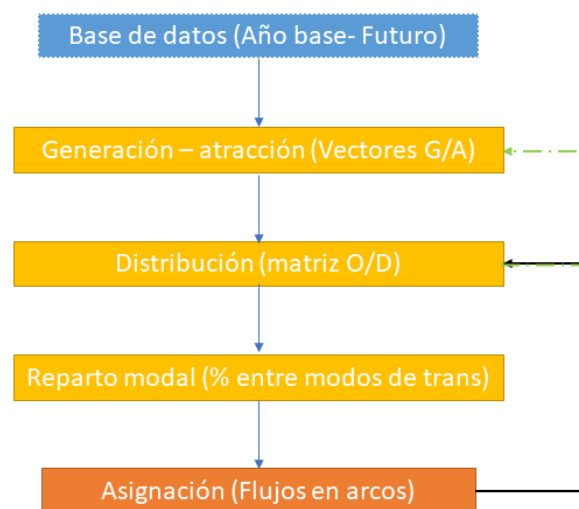 Base de datos (Año base- Futuro)
Generación – atracción (Vectores G/A)
Distribución (matriz O/D)
Reparto modal (% entre modos de trans)
Asignación (Flujos en arcos)